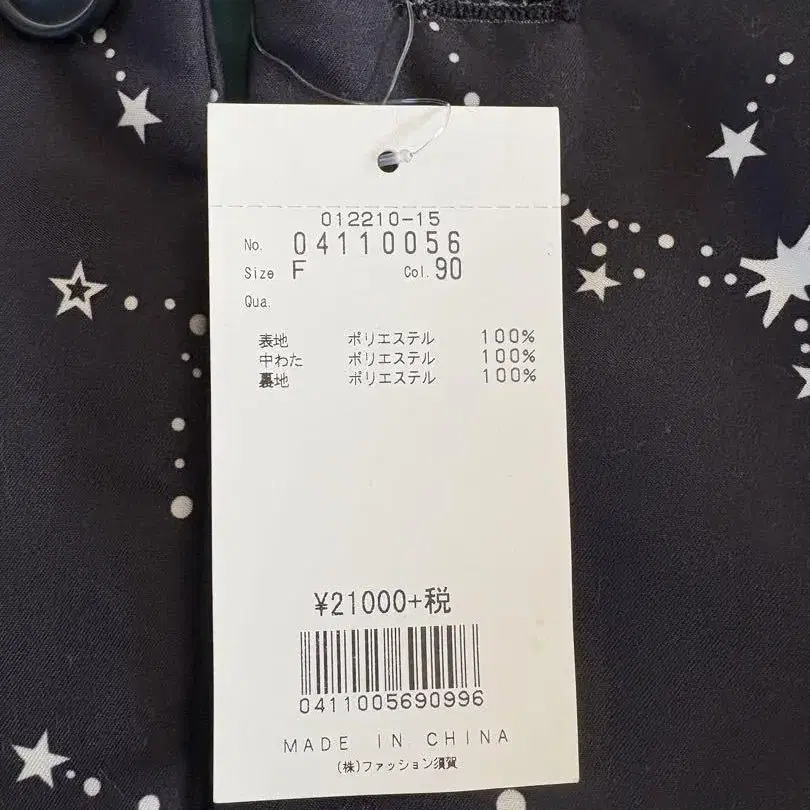 012210-15
No. 04110056
Size F Col. 90
Qua.
表地 ポリエステル 100%
中わた ポリエステル 100%
裏地 ポリエステル 100%
¥21000+税
0411005690996
MADE IN CHINA
(株)ファッション須賀